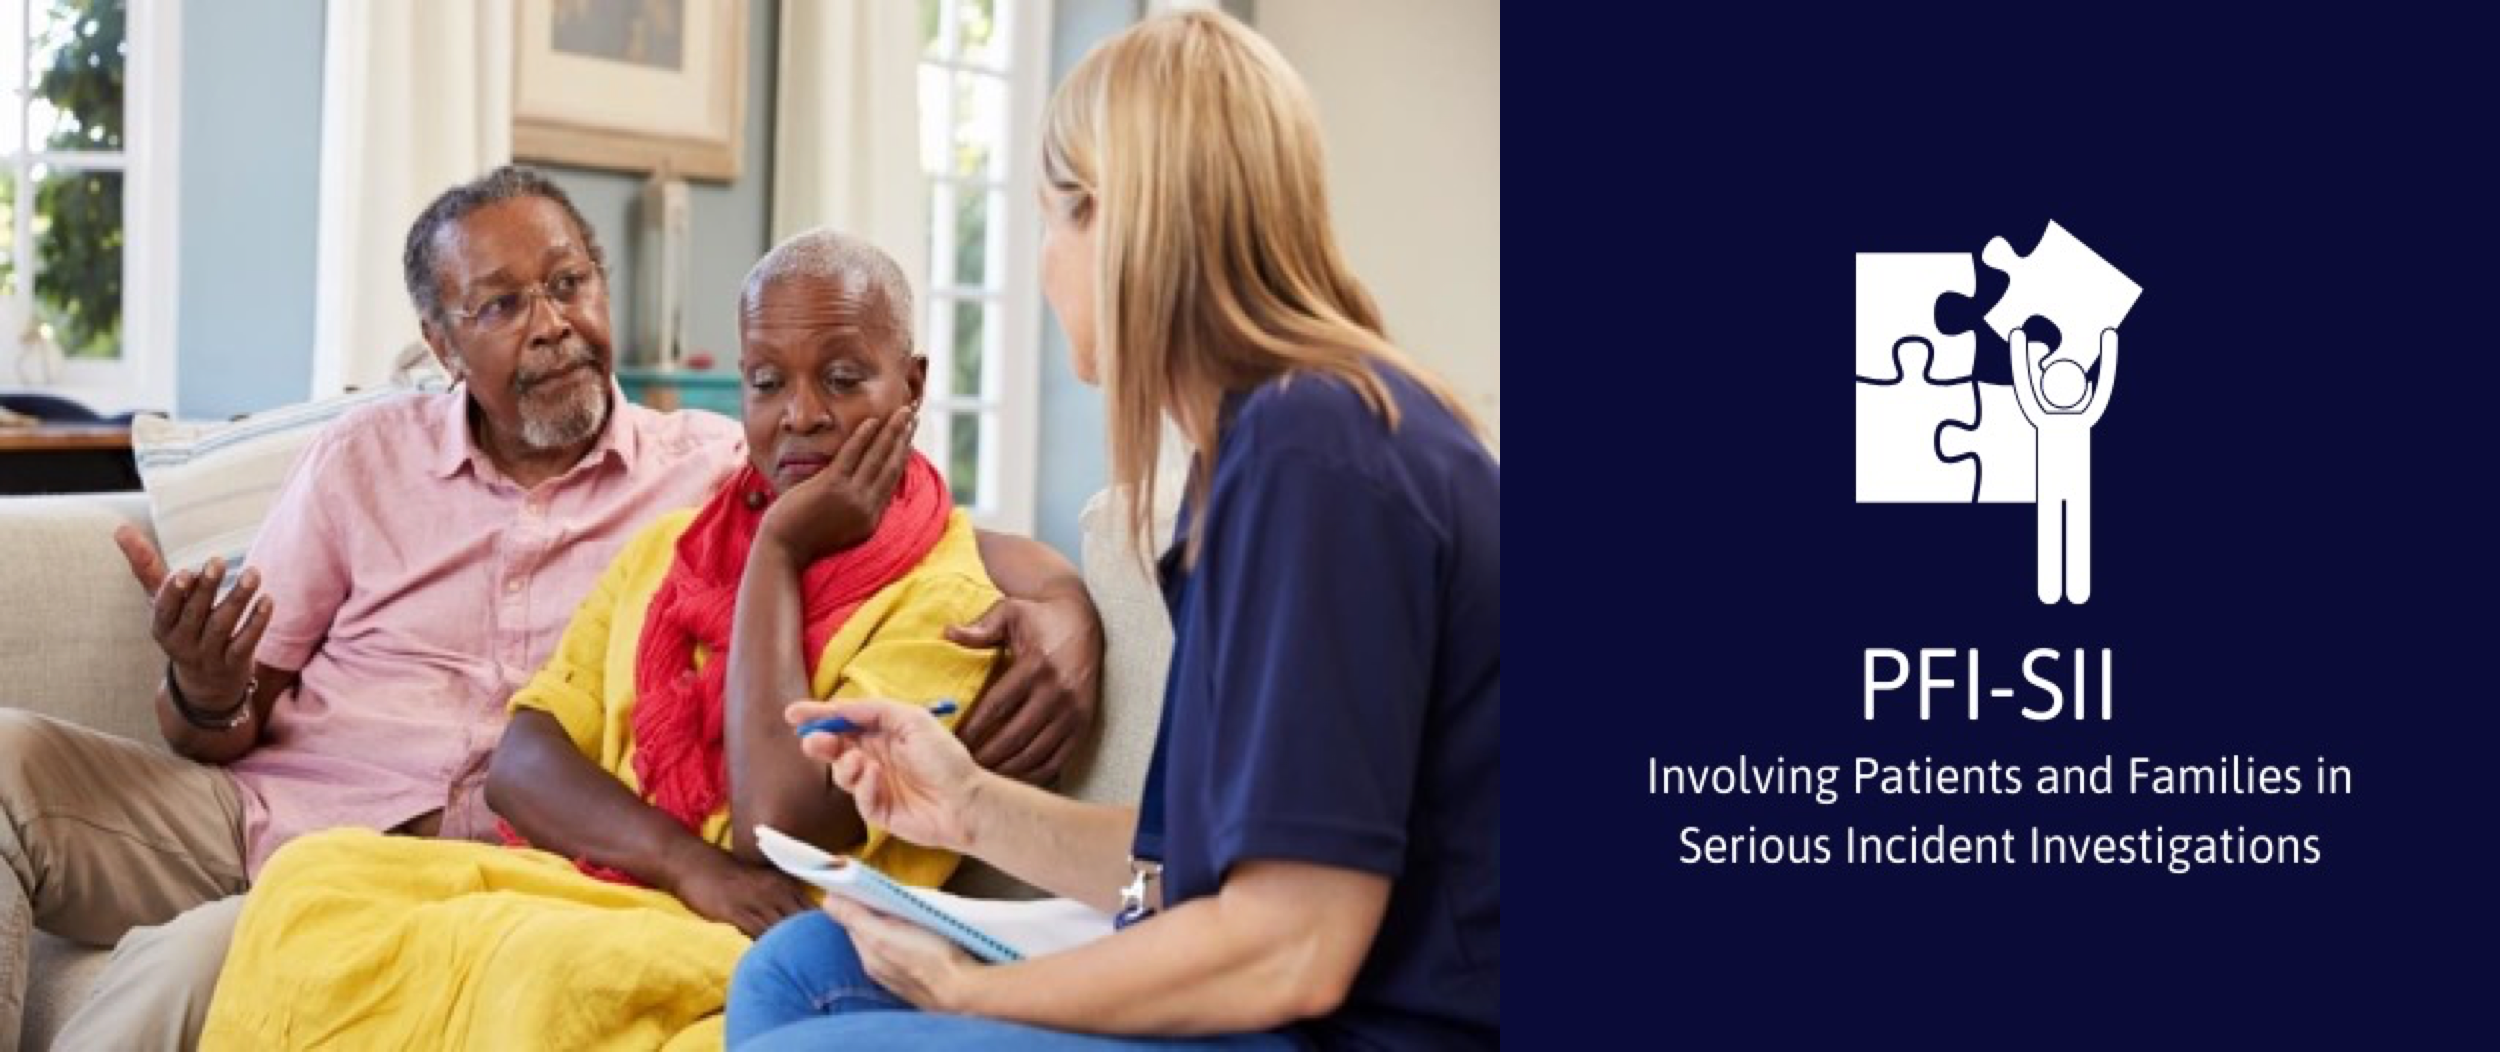 PFI-SII
Involving Patients and Families in
Serious Incident Investigations